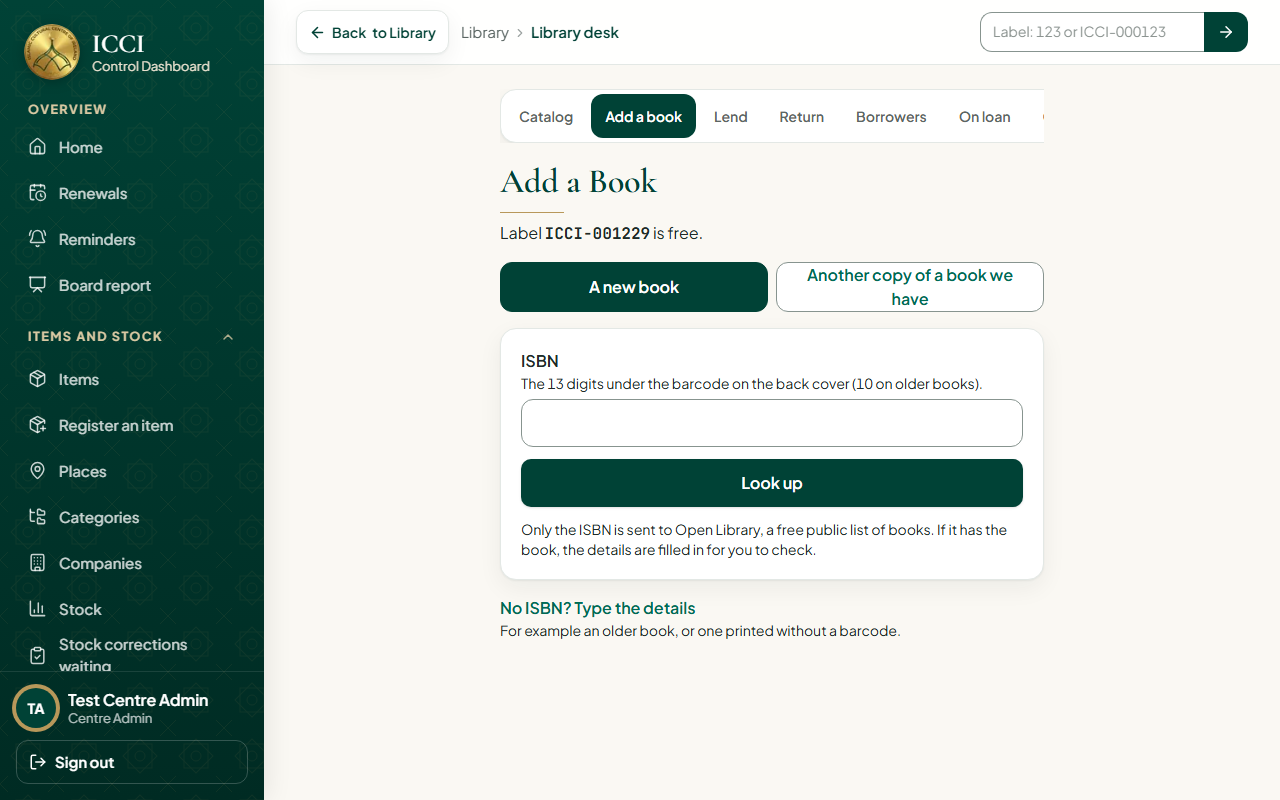 ICCI
Control Dashboard
OVERVIEW
Home
Renewals
Reminders
Board report
ITEMS AND STOCK
Items
Register an item
Places
Categories
Companies
Stock
Stock corrections
waiting
TA
Test Centre Admin
Centre Admin
Sign out
Back to Library
Library > Library desk
Label: 123 or ICCI-000123
Catalog
Add a book
Lend
Return
Borrowers
On loan
Add a Book
Label ICCI-001229 is free.
A new book
Another copy of a book we
have
ISBN
The 13 digits under the barcode on the back cover (10 on older books).
Look up
Only the ISBN is sent to Open Library, a free public list of books. If it has the
book, the details are filled in for you to check.
No ISBN? Type the details
For example an older book, or one printed without a barcode.